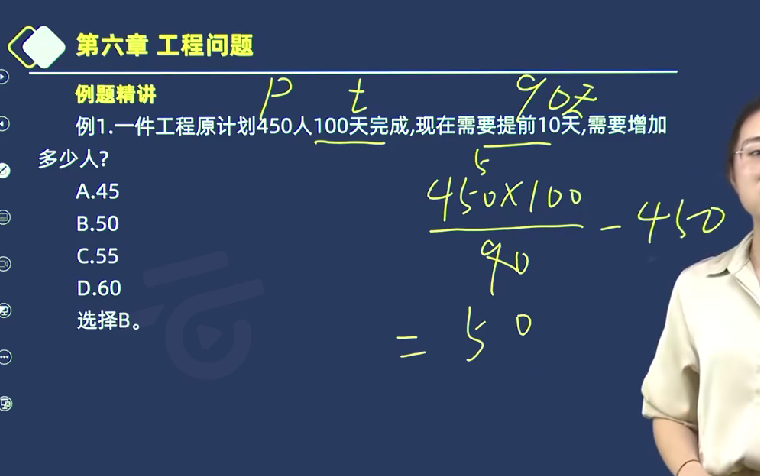 第六章 工程问题
例题精讲
P t 90天
例1.一件工程原计划450人100天完成,现在需要提前10天,需要增加
多少人?
A.45
B.50
C.55
D.60
选择B。
5
450×100
90
-450
= 50